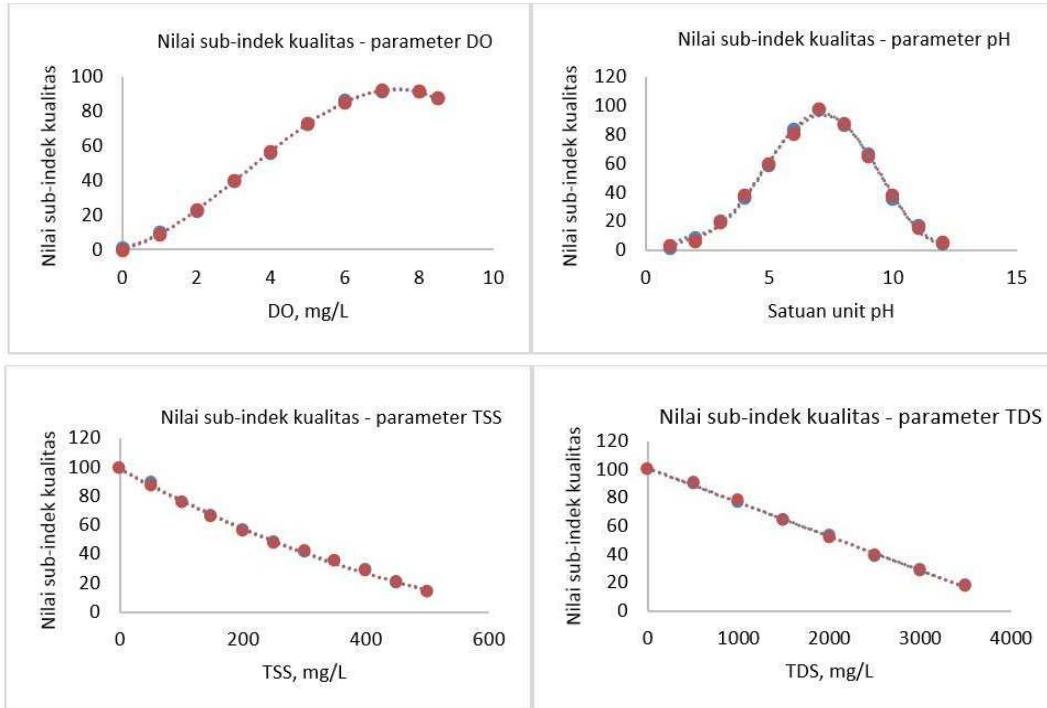 Nilai sub-indek kualitas - parameter DO
Nilai sub-indek kualitas
100
80
60
40
20
0
0 2 4 6 8 10
DO, mg/L
Nilai sub-indek kualitas - parameter pH
Nilai sub-indek kualitas
120
100
80
60
40
20
0
0 5 10 15
Satuan unit pH
Nilai sub-indek kualitas - parameter TSS
Nilai sub-indek kualitas
120
100
80
60
40
20
0
0 200 400 600
TSS, mg/L
Nilai sub-indek kualitas - parameter TDS
Nilai sub-indek kualitas
120
100
80
60
40
20
0
0 1000 2000 3000 4000
TDS, mg/L